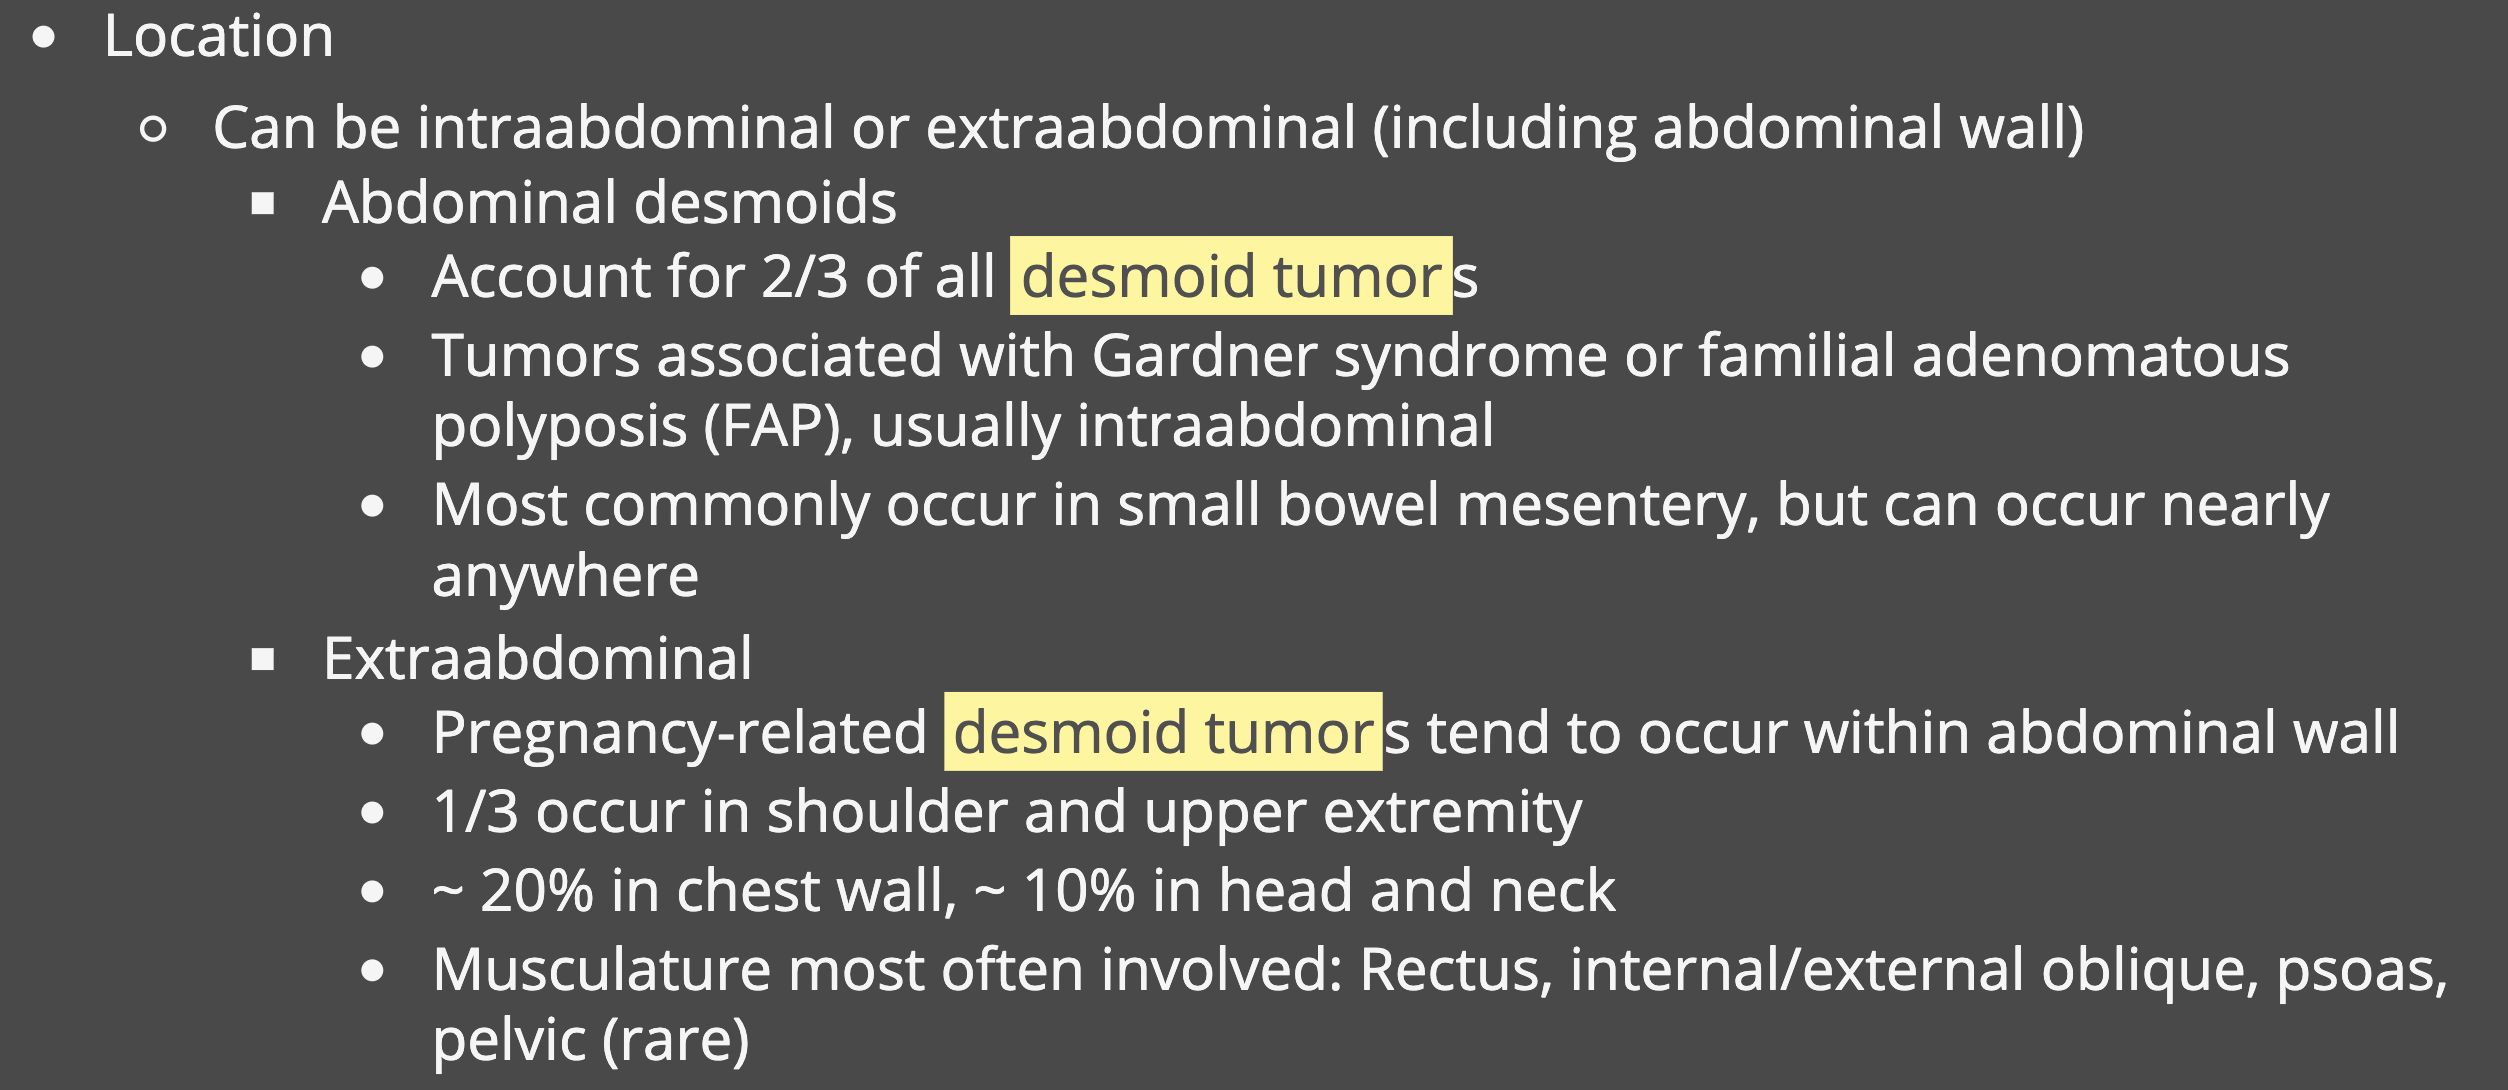 Location
Can be intraabdominal or extraabdominal (including abdominal wall)
Abdominal desmoids
Account for 2/3 of all desmoid tumors
Tumors associated with Gardner syndrome or familial adenomatous
polyposis (FAP), usually intraabdominal
Most commonly occur in small bowel mesentery, but can occur nearly
anywhere
Extraabdominal
Pregnancy-related desmoid tumors tend to occur within abdominal wall
1/3 occur in shoulder and upper extremity
~ 20% in chest wall, ~ 10% in head and neck
Musculature most often involved: Rectus, internal/external oblique, psoas,
pelvic (rare)